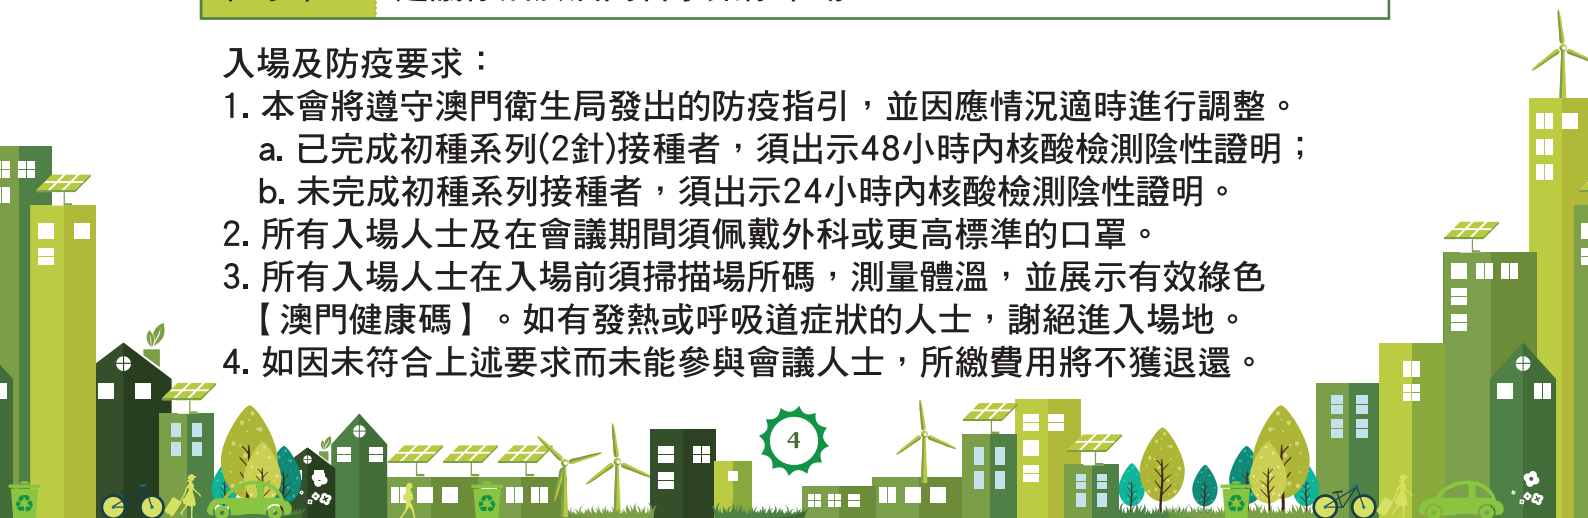 入場及防疫要求：
1. 本會將遵守澳門衛生局發出的防疫指引，並因應情況適時進行調整。
a. 已完成初種系列(2針)接種者，須出示48小時內核酸檢測陰性證明；
b. 未完成初種系列接種者，須出示24小時內核酸檢測陰性證明。
2. 所有入場人士及在會議期間須佩戴外科或更高標準的口罩。
3. 所有入場人士在入場前須掃描場所碼，測量體溫，並展示有效綠色
【澳門健康碼】。如有發熱或呼吸道症狀的人士，謝絕進入場地。
4. 如因未符合上述要求而未能參與會議人士，所繳費用將不獲退還。
4